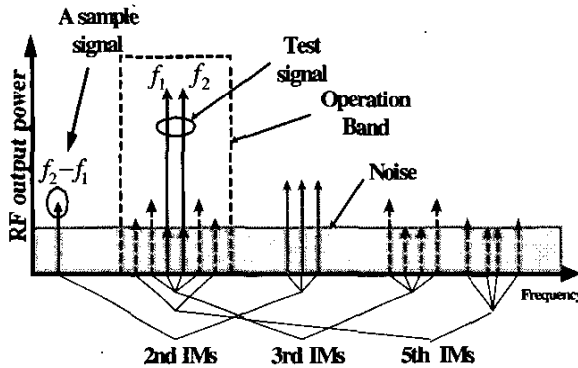 A sample
signal
Test
signal
f₁ f₂
Operation
Band
f₂–f₁
Noise
RF output power
Frequency
2nd IMs 3rd IMs 5th IMs